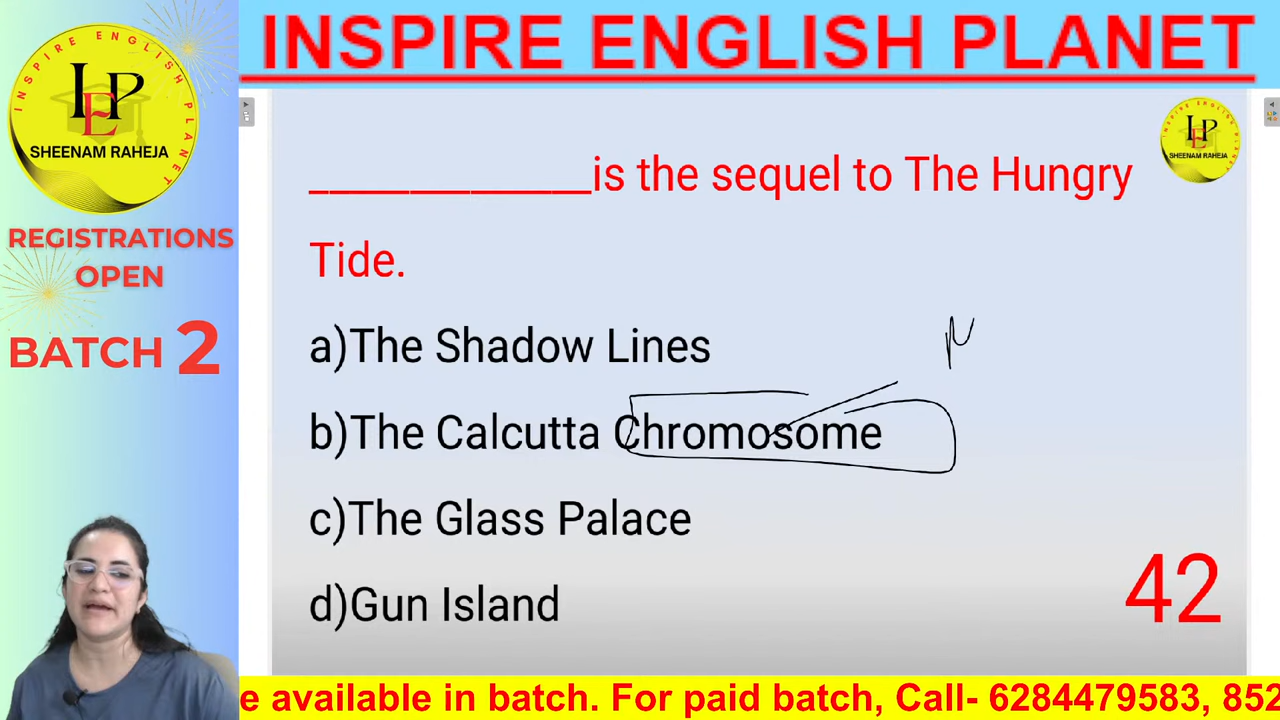 INSPIRE ENGLISH PLANET
INSPIRE ENGLISH PLANET
IEP
SHEENAM RAHEJA
REGISTRATIONS
OPEN
BATCH 2
IEP
SHEENAM RAHEJA
______________is the sequel to The Hungry
Tide.
a)The Shadow Lines
b)The Calcutta Chromosome
c)The Glass Palace
d)Gun Island
42
e available in batch. For paid batch, Call- 6284479583, 852